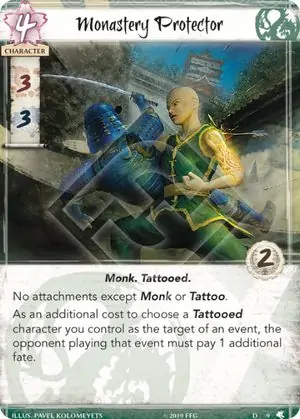 Monastery Protector
4
CHARACTER
3
3
2
Monk. Tattooed.
No attachments except Monk or Tattoo.
As an additional cost to choose a Tattooed
character you control as the target of an event, the
opponent playing that event must pay 1 additional
fate.
ILLUS. PAVEL KOLOMEYETS © 2019 FFG D 9